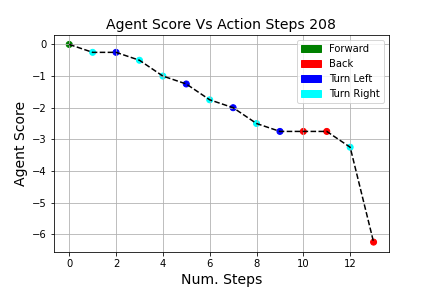 Agent Score Vs Action Steps 208
Forward
Back
Turn Left
Turn Right
0
−1
−2
−3
−4
−5
−6
Agent Score
0 2 4 6 8 10 12
Num. Steps